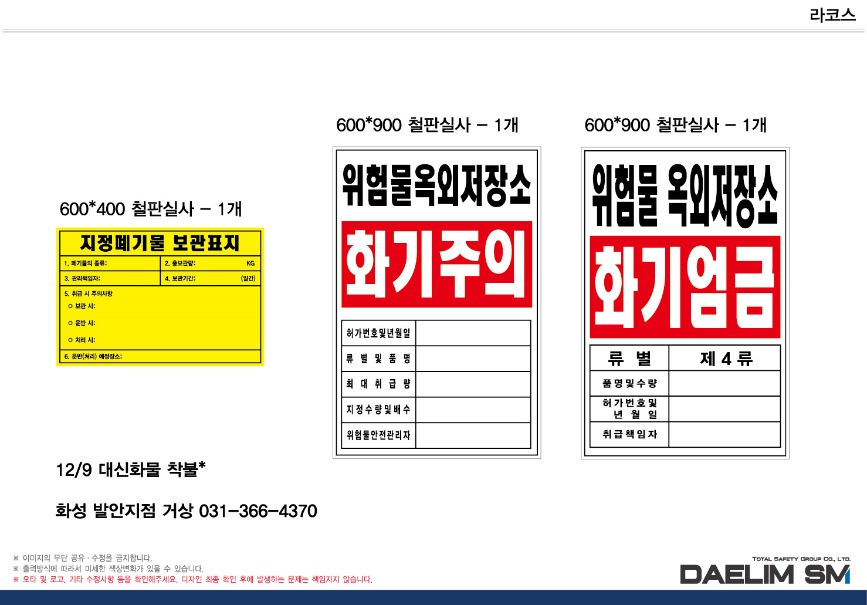 라코스
600*900 철판실사 - 1개
600*900 철판실사 - 1개
600*400 철판실사 - 1개
지정폐기물 보관표지
1. 폐기물의 종류:
2. 총보관량: KG
3. 관리책임자:
4. 보관기간: (일간)
5. 취급 시 주의사항
○ 보관 시:
○ 운반 시:
○ 처리 시:
6. 운반(처리) 예정장소:
위험물옥외저장소
화기주의
허가번호및년월일
류 별 및 품 명
최 대 취 급 량
지정수량및배수
위험물안전관리자
위험물 옥외저장소
화기엄금
류 별 제 4 류
품명및수량
허가번호및
년 월 일
취급책임자
12/9 대신화물 착불*
화성 발안지점 거상 031-366-4370
※ 이미지의 무단 공유 · 수정을 금지합니다.
※ 출력방식에 따라서 미세한 색상변화가 있을 수 있습니다.
※ 오타 및 로고, 기타 수정사항 등을 확인해주세요. 디자인 최종 확인 후에 발생하는 문제는 책임지지 않습니다.
TOTAL SAFETY GROUP CO., LTD.
DAELIM SM